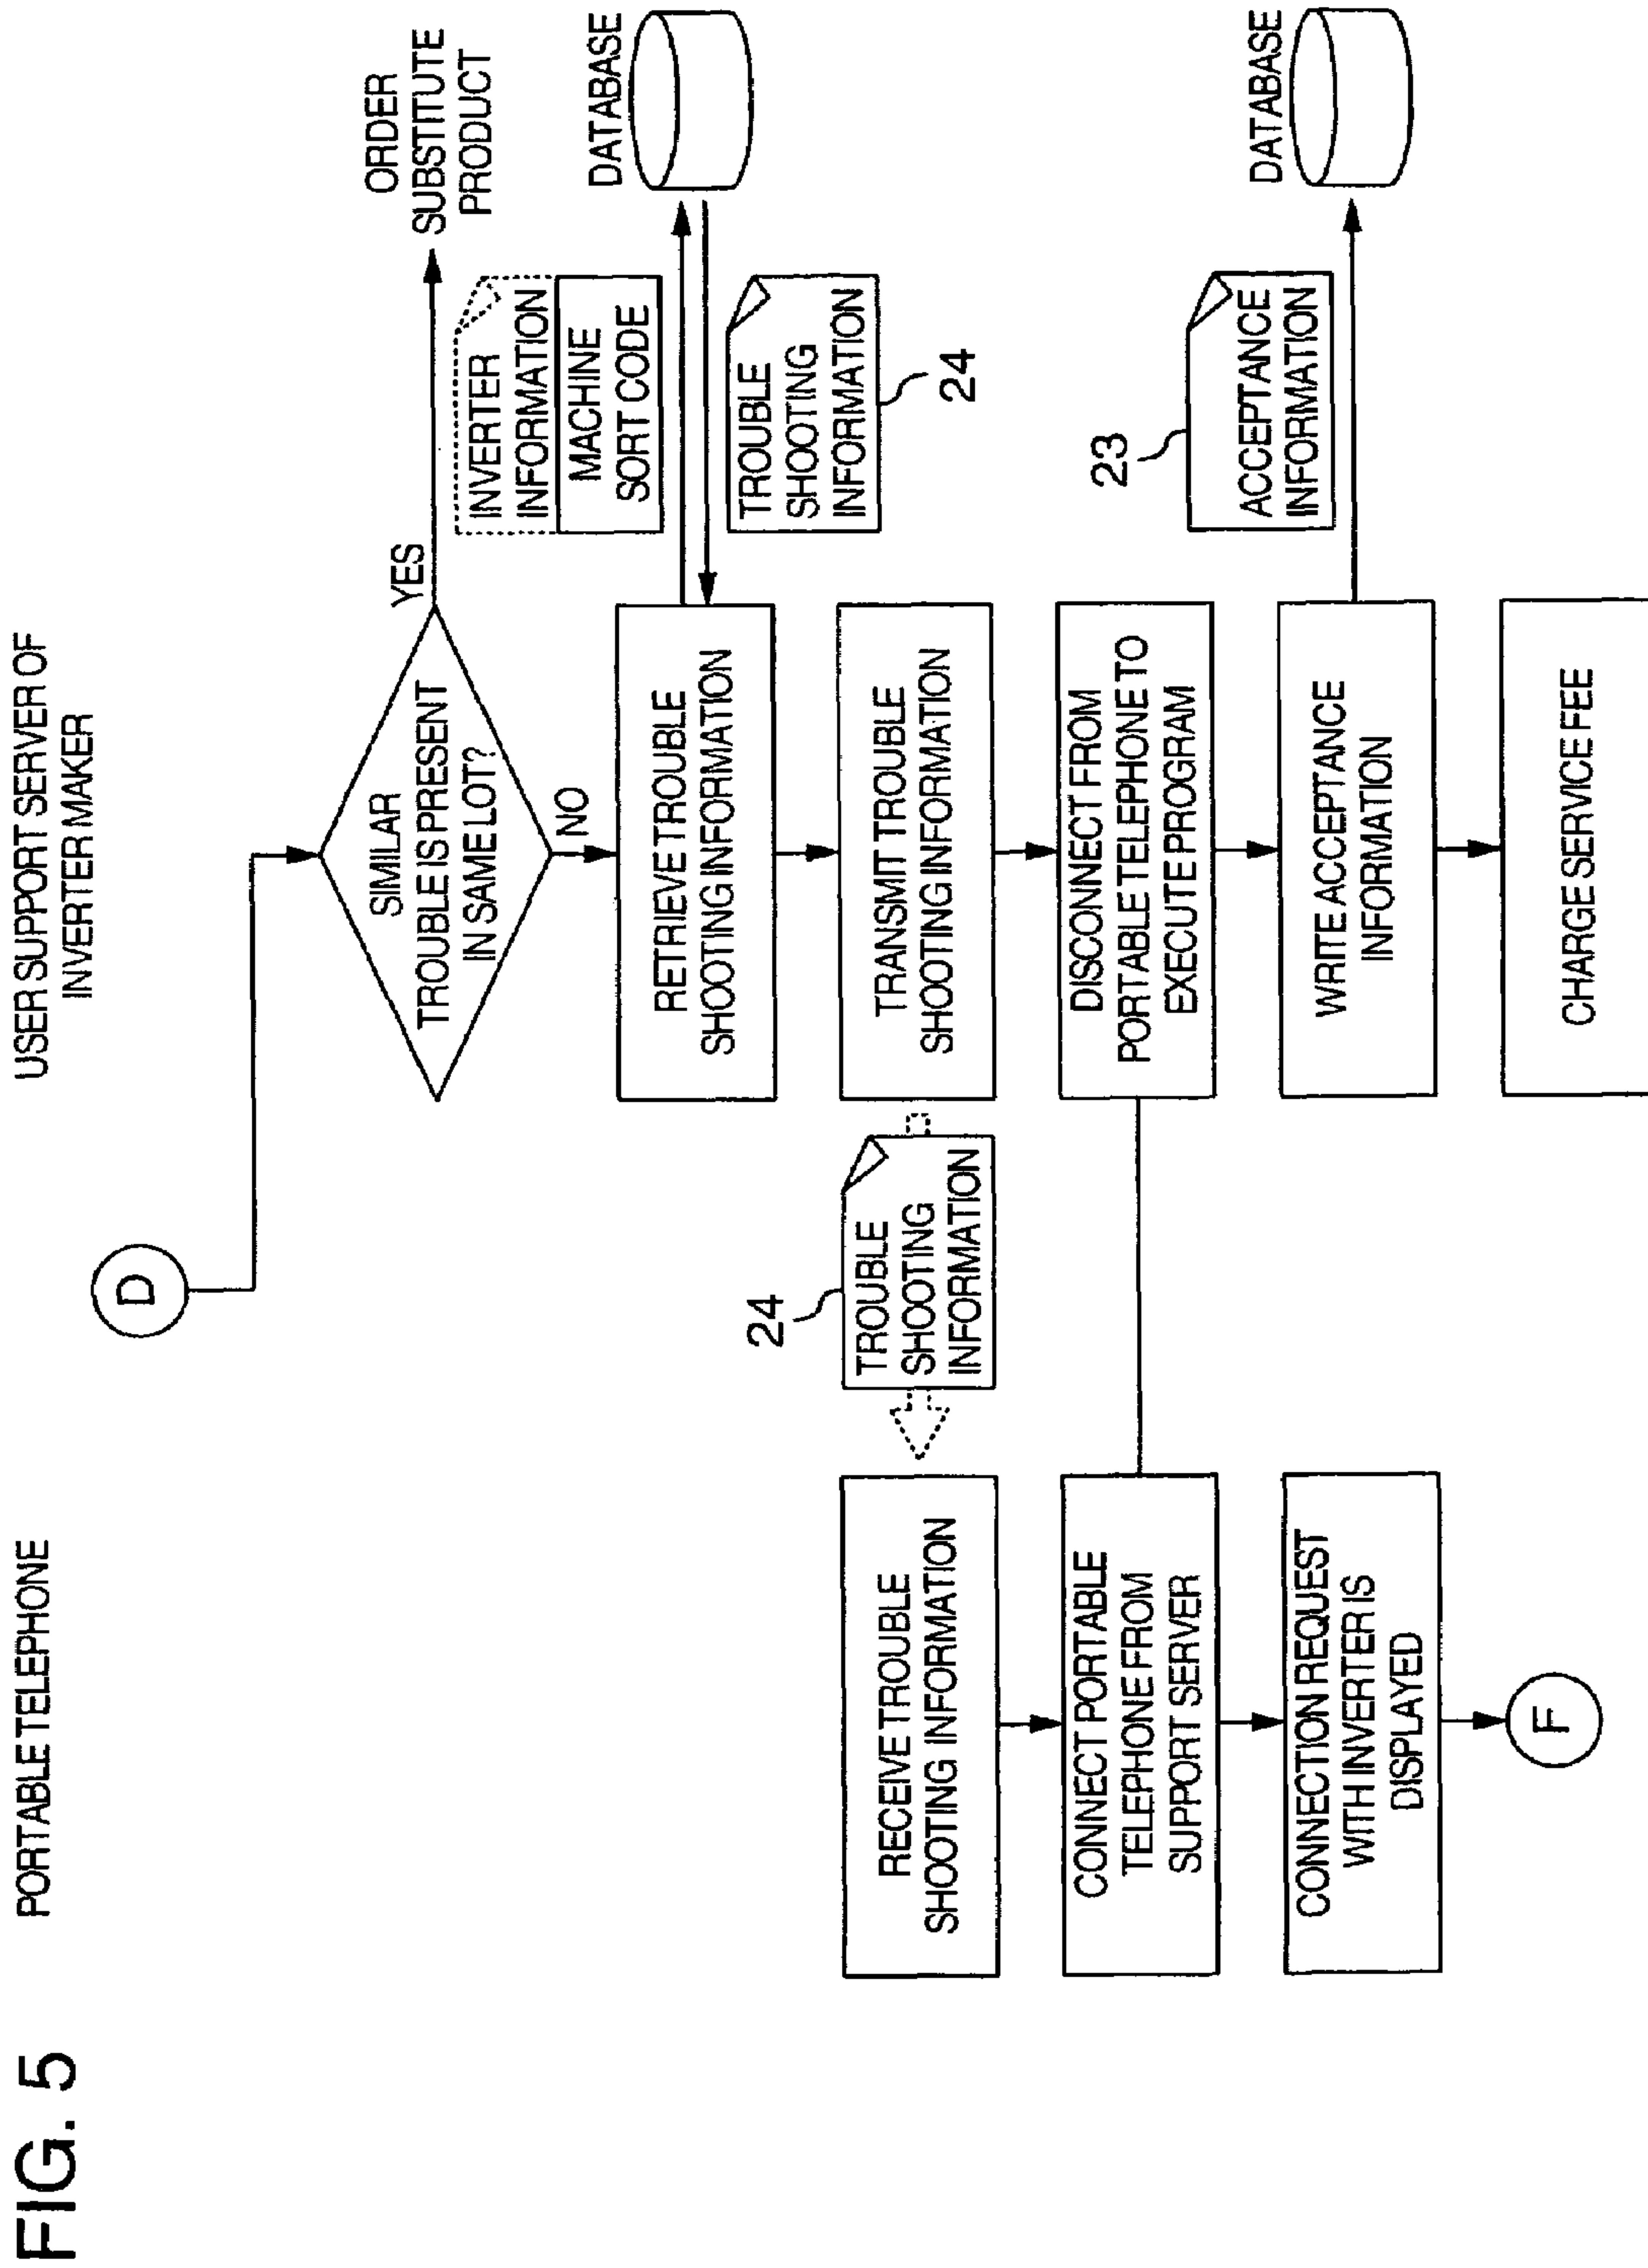 FIG. 5
PORTABLE TELEPHONE
USER SUPPORT SERVER OF
INVERTER MAKER
D
SIMILAR
TROUBLE IS PRESENT
IN SAME LOT?
YES
ORDER
SUBSTITUTE
PRODUCT
NO
INVERTER
INFORMATION
MACHINE
SORT CODE
DATABASE
RETRIEVE TROUBLE
SHOOTING INFORMATION
TROUBLE
SHOOTING
INFORMATION
24
RECEIVE TROUBLE
SHOOTING INFORMATION
24
TROUBLE
SHOOTING
INFORMATION
TRANSMIT TROUBLE
SHOOTING INFORMATION
CONNECT PORTABLE
TELEPHONE FROM
SUPPORT SERVER
DISCONNECT FROM
PORTABLE TELEPHONE TO
EXECUTE PROGRAM
23
ACCEPTANCE
INFORMATION
DATABASE
CONNECTION REQUEST
WITH INVERTER IS
DISPLAYED
WRITE ACCEPTANCE
INFORMATION
F
CHARGE SERVICE FEE